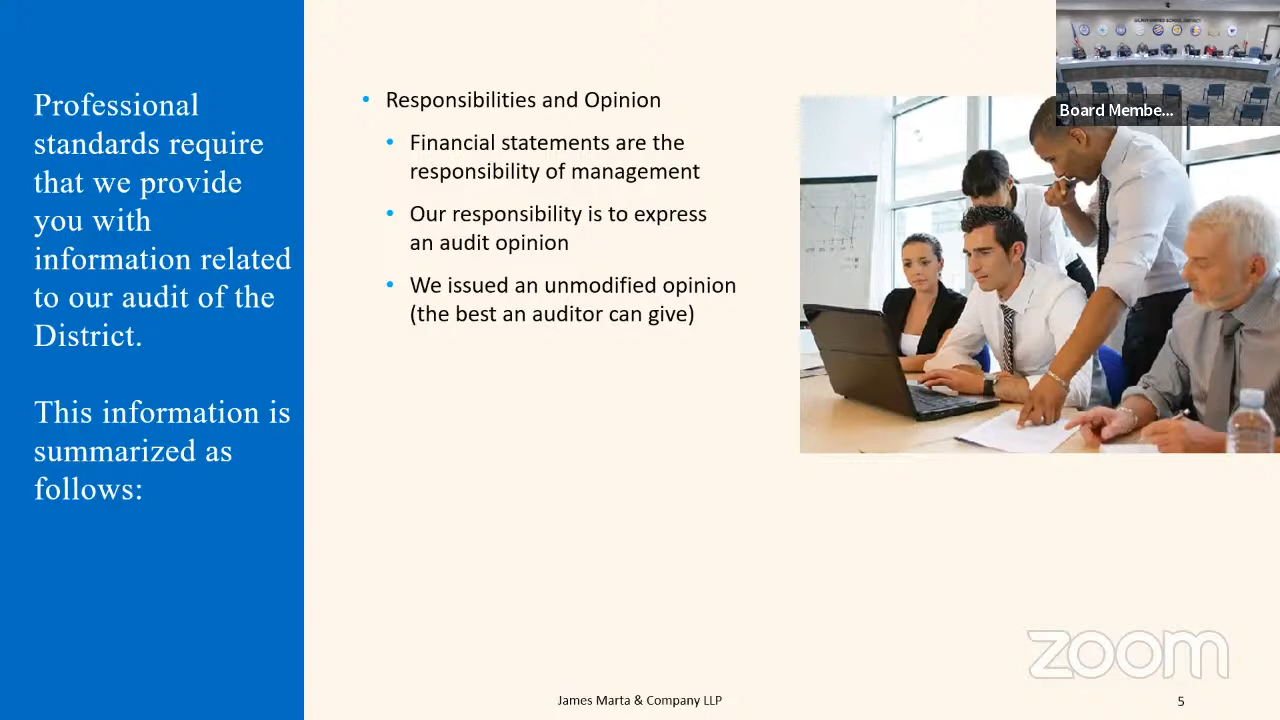 Professional
standards require
that we provide
you with
information related
to our audit of the
District.
This information is
summarized as
follows:
• Responsibilities and Opinion
• Financial statements are the
responsibility of management
• Our responsibility is to express
an audit opinion
• We issued an unmodified opinion
(the best an auditor can give)
Board Membe...
zoom
James Marta & Company LLP
5